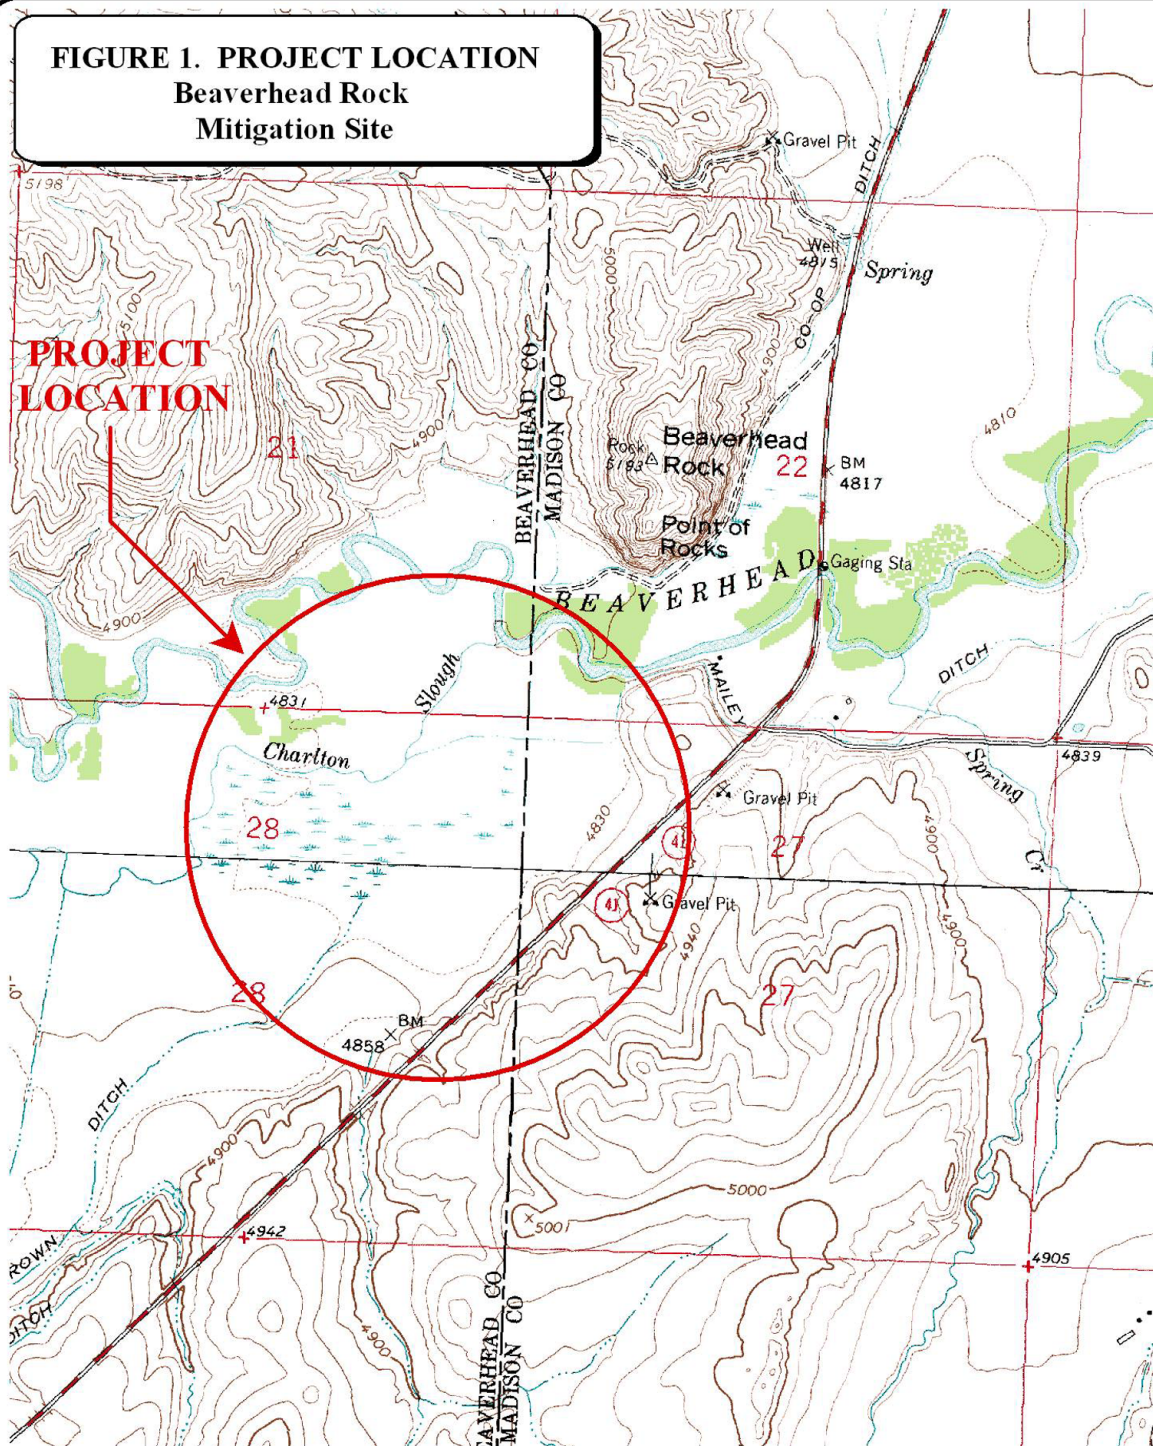 FIGURE 1. PROJECT LOCATION
Beaverhead Rock
Mitigation Site
Gravel Pit
DITCH
5198
Well
4815
Spring
5000
CO-OP
5100
4900
PROJECT
LOCATION
BEAVERHEAD CO
MADISON CO
4810
4900
21
Rock
5193
Beaverhead
Rock
22
BM
4817
Point of
Rocks
Gaging Sta
BEAVERHEAD
4900
Slough
MAILEY
DITCH
4831
Charlton
4839
Spring
Gravel Pit
28
4830
41
27
4900
Cr
41
Gravel Pit
4940
4900
28
27
BM
4858
DITCH
4900
5000
5001
4942
ROWN
4905
DITCH
4900
EAVERHEAD CO
MADISON CO